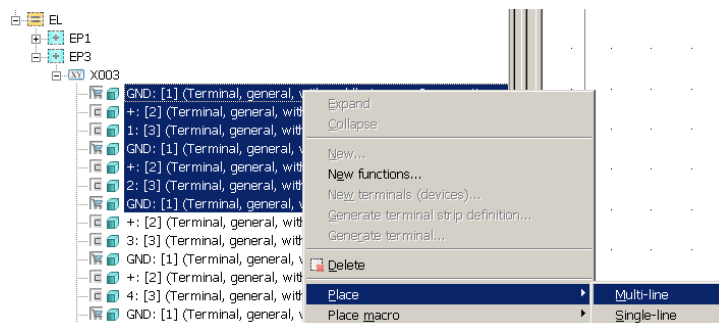 EL
EP1
EP3
X003
GND: [1] (Terminal, general,
+: [2] (Terminal, general, with
1: [3] (Terminal, general, with
GND: [1] (Terminal, general,
+: [2] (Terminal, general, with
2: [3] (Terminal, general, with
GND: [1] (Terminal, general,
+: [2] (Terminal, general, with
3: [3] (Terminal, general, with
GND: [1] (Terminal, general,
+: [2] (Terminal, general, with
4: [3] (Terminal, general, with
GND: [1] (Terminal, general,
Expand
Collapse
New...
New functions...
New terminals (devices)...
Generate terminal strip definition...
Generate terminal...
Delete
Place
Place macro
Multi-line
Single-line